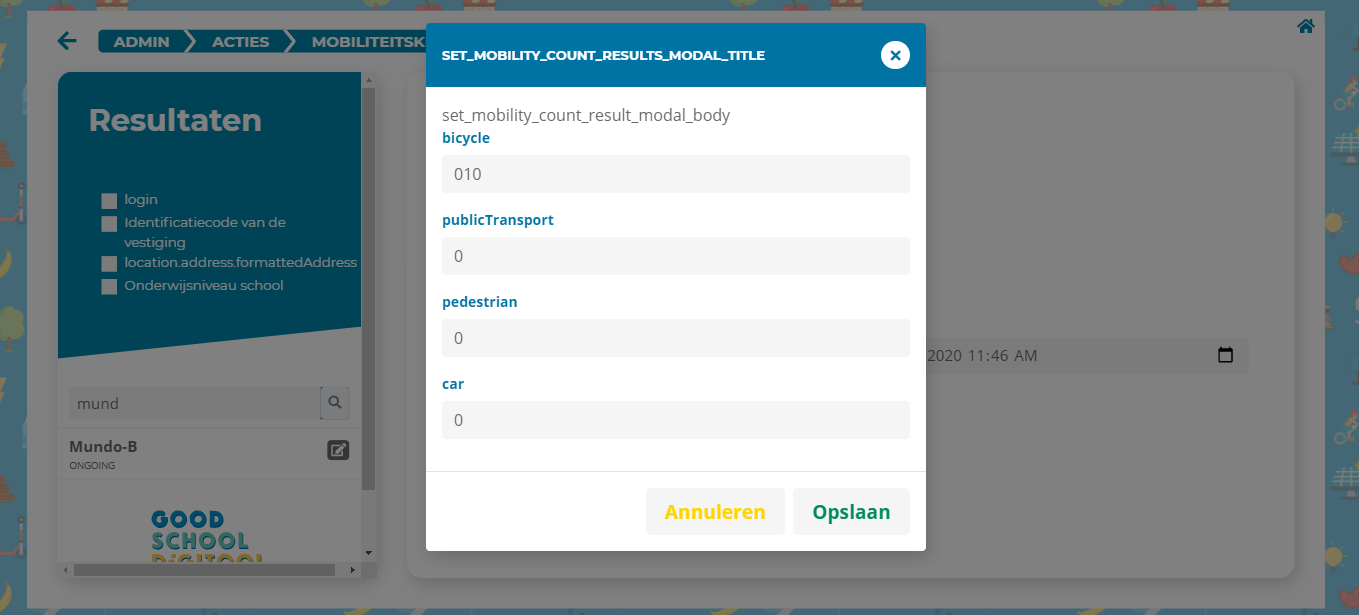 ADMIN
ACTIES
MOBILITEITSK
Resultaten
login
Identificatiecode van de
vestiging
location.address.formattedAddress
Onderwijsniveau school
mund
Mundo-B
ONGOING
GOOD
SCHOOL
DIGITOOL
SET_MOBILITY_COUNT_RESULTS_MODAL_TITLE
set_mobility_count_result_modal_body
bicycle
010
publicTransport
0
pedestrian
0
car
0
Annuleren
Opslaan
2020 11:46 AM